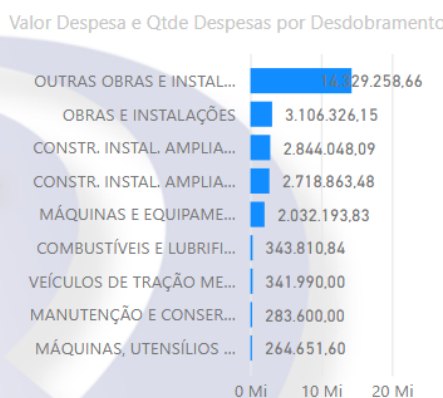 Valor Despesa e Qtde Despesas por Desdobramento
OUTRAS OBRAS E INSTAL... 14.329.258,66
OBRAS E INSTALAÇÕES 3.106.326,15
CONSTR. INSTAL. AMPLIA... 2.844.048,09
CONSTR. INSTAL. AMPLIA... 2.718.863,48
MÁQUINAS E EQUIPAME... 2.032.193,83
COMBUSTÍVEIS E LUBRIFI... 343.810,84
VEÍCULOS DE TRAÇÃO ME... 341.990,00
MANUTENÇÃO E CONSER... 283.600,00
MÁQUINAS, UTENSÍLIOS ... 264.651,60
0 Mi 10 Mi 20 Mi